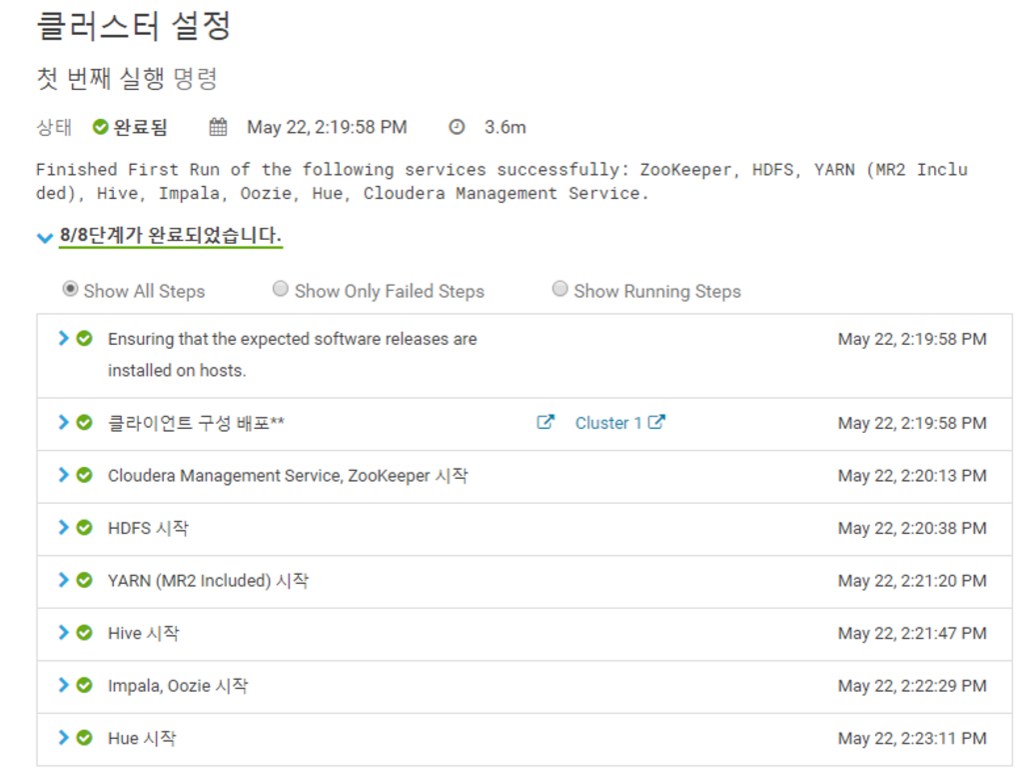 클러스터 설정
첫 번째 실행 명령
상태 완료됨 May 22, 2:19:58 PM 3.6m
Finished First Run of the following services successfully: ZooKeeper, HDFS, YARN (MR2 Inclu
ded), Hive, Impala, Oozie, Hue, Cloudera Management Service.
8/8단계가 완료되었습니다.
Show All Steps Show Only Failed Steps Show Running Steps
Ensuring that the expected software releases are May 22, 2:19:58 PM
installed on hosts.
클라이언트 구성 배포** Cluster 1 May 22, 2:19:58 PM
Cloudera Management Service, ZooKeeper 시작 May 22, 2:20:13 PM
HDFS 시작 May 22, 2:20:38 PM
YARN (MR2 Included) 시작 May 22, 2:21:20 PM
Hive 시작 May 22, 2:21:47 PM
Impala, Oozie 시작 May 22, 2:22:29 PM
Hue 시작 May 22, 2:23:11 PM